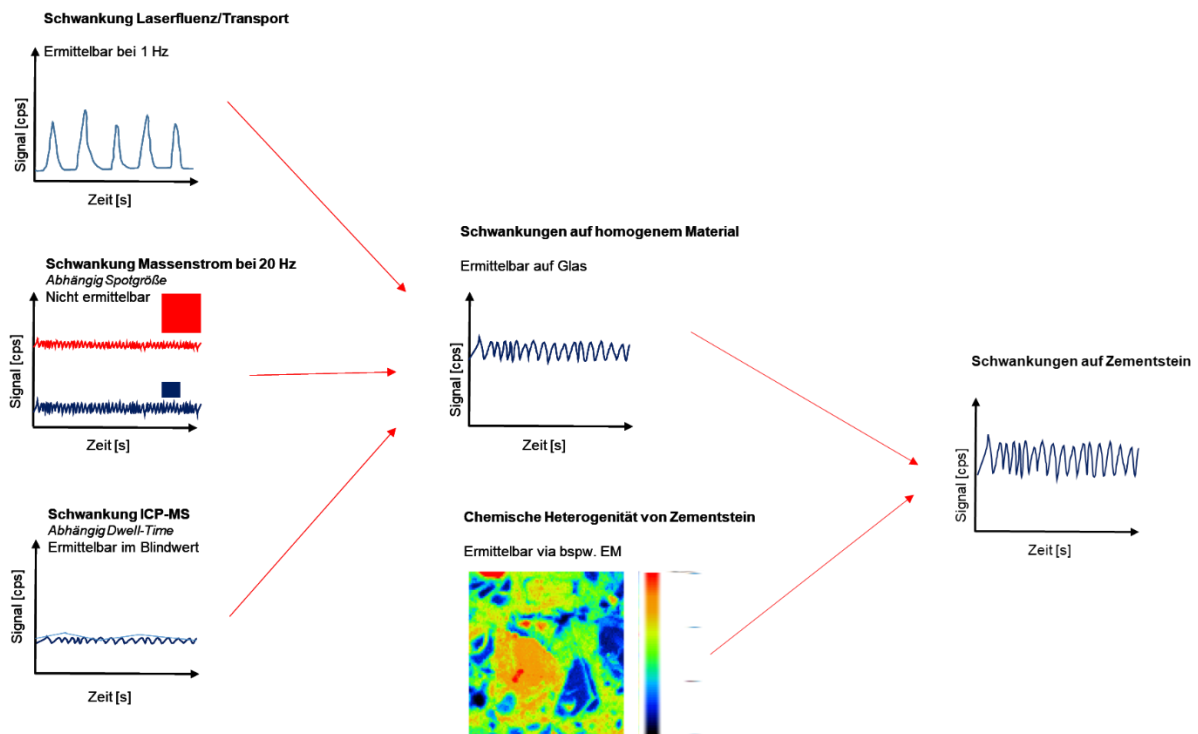 Schwankung Laserfluenz/Transport
Ermittelbar bei 1 Hz
Signal [cps]
Zeit [s]
Schwankung Massenstrom bei 20 Hz
Abhängig Spotgröße
Nicht ermittelbar
Signal [cps]
Signal [cps]
Zeit [s]
Schwankung ICP-MS
Abhängig Dwell-Time
Ermittelbar im Blindwert
Signal [cps]
Zeit [s]
Schwankungen auf homogenem Material
Ermittelbar auf Glas
Signal [cps]
Zeit [s]
Chemische Heterogenität von Zementstein
Ermittelbar via bspw. EM
Schwankungen auf Zementstein
Signal [cps]
Zeit [s]